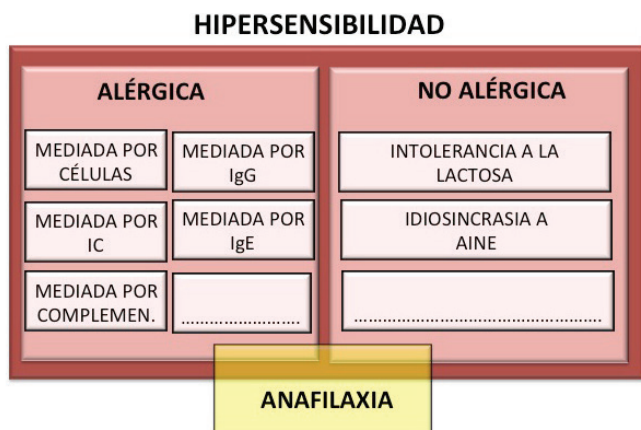 HIPERSENSIBILIDAD
ALÉRGICA
MEDIADA POR
CÉLULAS
MEDIADA POR
IgG
MEDIADA POR
IC
MEDIADA POR
IgE
MEDIADA POR
COMPLEMEN.
........................
NO ALÉRGICA
INTOLERANCIA A LA
LACTOSA
IDIOSINCRASIA A
AINE
..................................................
ANAFILAXIA